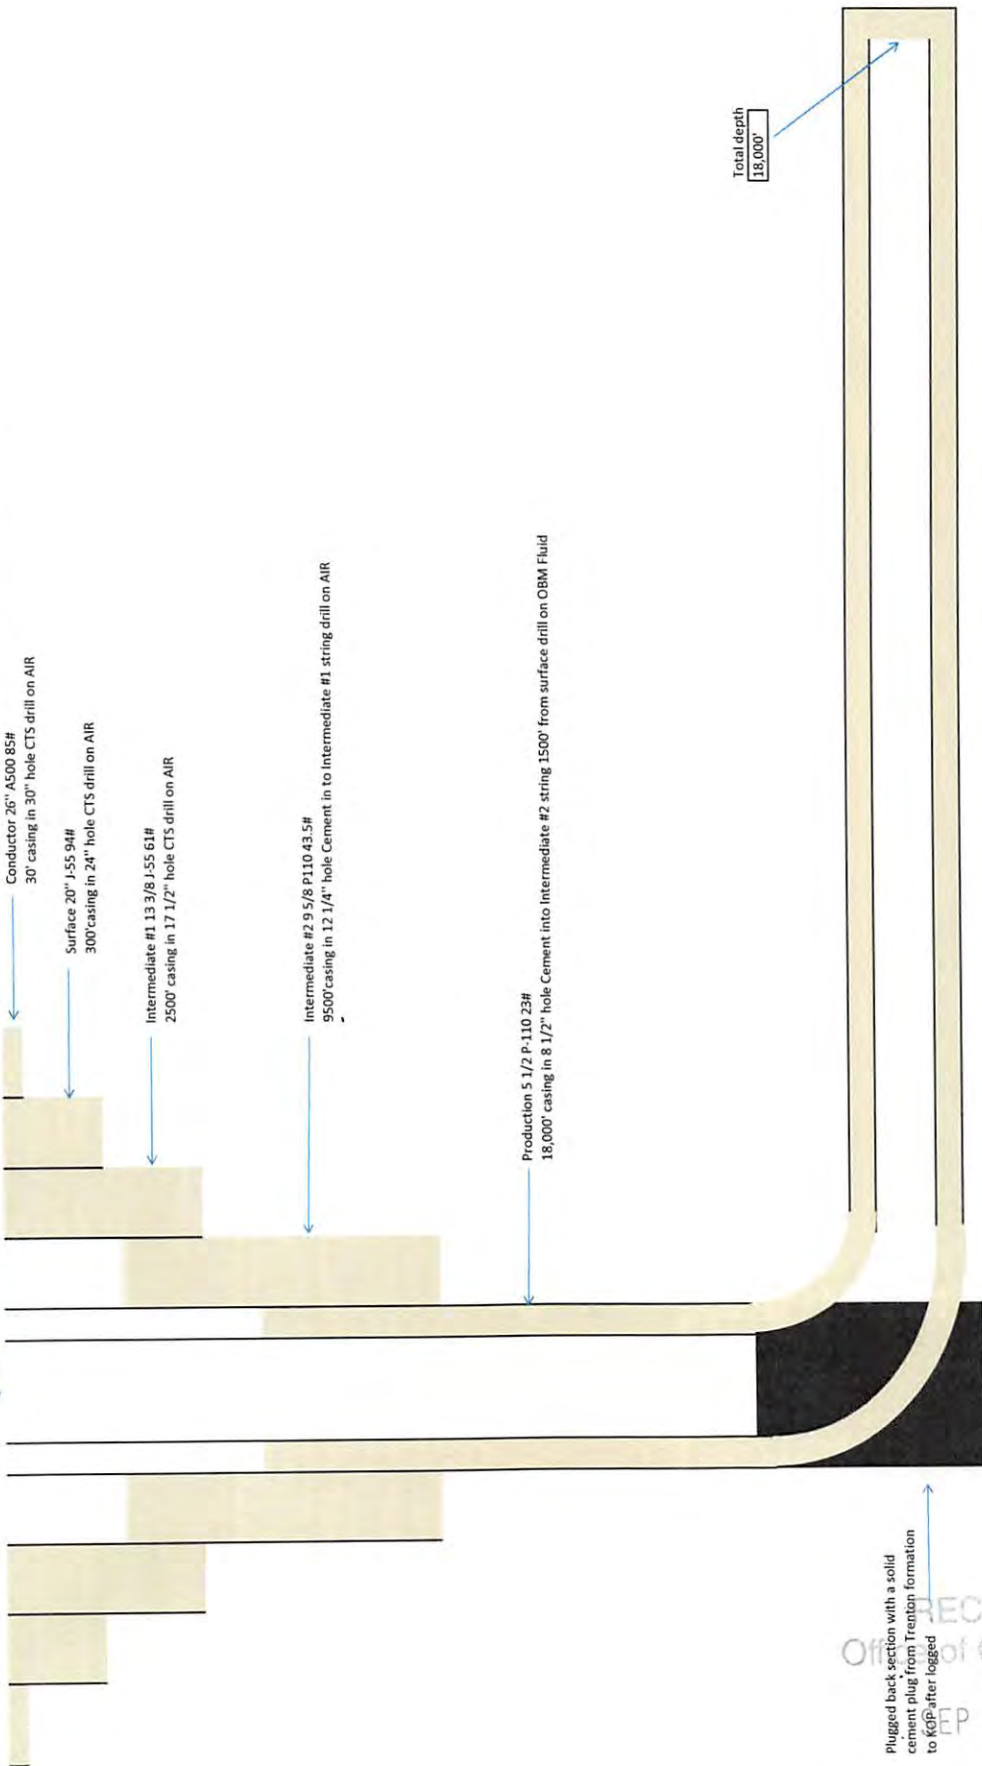 Conductor 26" A500 85#
30' casing in 30" hole CTS drill on AIR
Surface 20" J-55 94#
300'casing in 24" hole CTS drill on AIR
Intermediate #1 13 3/8 J-55 61#
2500' casing in 17 1/2" hole CTS drill on AIR
Intermediate #2 9 5/8 P110 43.5#
9500'casing in 12 1/4" hole Cement in to Intermediate #1 string drill on AIR
Production 5 1/2 P-110 23#
18,000' casing in 8 1/2" hole Cement into Intermediate #2 string 1500' from surface drill on OBM Fluid
Total depth
18,000'
Plugged back section with a solid
cement plug from Trenton formation
to KOP after logged
REC
Office of
SEP